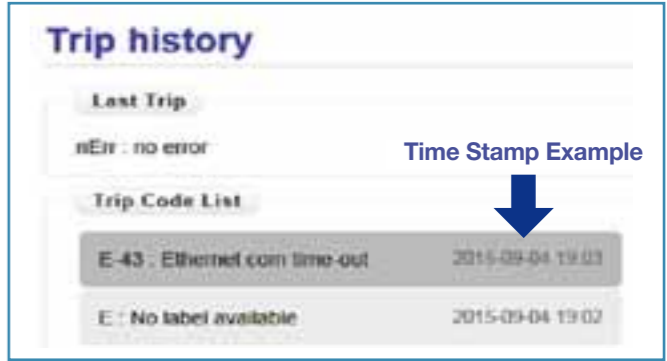 Trip history
Last Trip
nErr : no error
Time Stamp Example
Trip Code List
E-43 : Ethernet com time-out 2015-09-04 19:03
E : No label available 2015-09-04 19:02